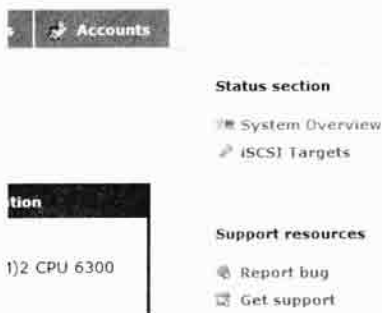 s Accounts
Status section
System Overview
iSCSI Targets
tion
Support resources
1)2 CPU 6300
Report bug
Get support